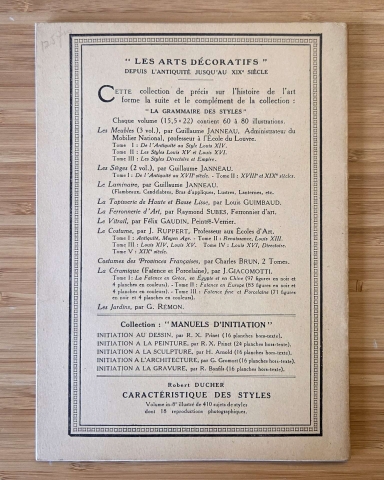 " LES ARTS DÉCORATIFS "
DEPUIS L'ANTIQUITÉ JUSQU'AU XIXe SIÈCLE
CETTE collection de précis sur l'histoire de l'art
forme la suite et le complément de la collection :
"LA GRAMMAIRE DES STYLES"
Chaque volume (15,5 × 22) contient 60 à 80 illustrations.
Les Meubles (3 vol.), par Guillaume JANNEAU, Administrateur du
Mobilier National, professeur à l'École du Louvre.
Tome I : De l'Antiquité au Style Louis XIV.
Tome II : Les Styles Louis XV et Louis XVI.
Tome III : Les Styles Directoire et Empire.
Les Sièges (2 vol.), par Guillaume JANNEAU.
Tome I : De l'Antiquité au XVIIe siècle. - Tome II : XVIIIe et XIXe siècles.
Le Luminaire, par Guillaume JANNEAU.
(Flambeaux, Candélabres, Bras d'appliques, Lustres, Lanternes, etc.
La Tapisserie de Haute et Basse Lisse, par Louis GUIMBAUD.
La Ferronnerie d'Art, par Raymond SUBES, Ferronnier d'art.
Le Vitrail, par Félix GAUDIN, Peintre-Verrier.
Le Costume, par J. RUPPERT, Professeur aux Écoles d'Art.
Tome I : Antiquité, Moyen Age. - Tome II : Renaissance, Louis XIII.
Tome III : Louis XIV, Louis XV. Tome IV : Louis XVI, Directoire.
Tome V : XIXe siècle.
Costumes des Provinces Françaises, par Charles BRUN, 2 Tomes.
La Céramique (Faïence et Porcelaine), par J. GIACOMOTTI.
Tome I : La Faïence en Grèce, en Égypte et en Chine (97 figures en noir et
4 planches en couleurs). - Tome II : Faïence en Europe (85 figures en noir et
4 planches en couleurs). - Tome III : Faïence fine et Porcelaine (71 figures
en noir et 4 planches en couleurs).
Les Jardins, par G. RÉMON.
Collection : "MANUELS D'INITIATION"
INITIATION AU DESSIN, par R. X. Prinet (16 planches hors-texte).
INITIATION A LA PEINTURE, par R. X. Prinet (24 planches hors-texte).
INITIATION A LA SCULPTURE, par H. Arnold (16 planches hors-texte).
INITIATION A L'ARCHITECTURE, par G. Gromort (16 planches hors-texte).
INITIATION A LA GRAVURE, par R. Bonfils (16 planches hors-texte).
Robert DUCHER
CARACTÉRISTIQUE DES STYLES
Volume in-8° illustré de 410 sujets de styles
dont 18 reproductions photographiques.